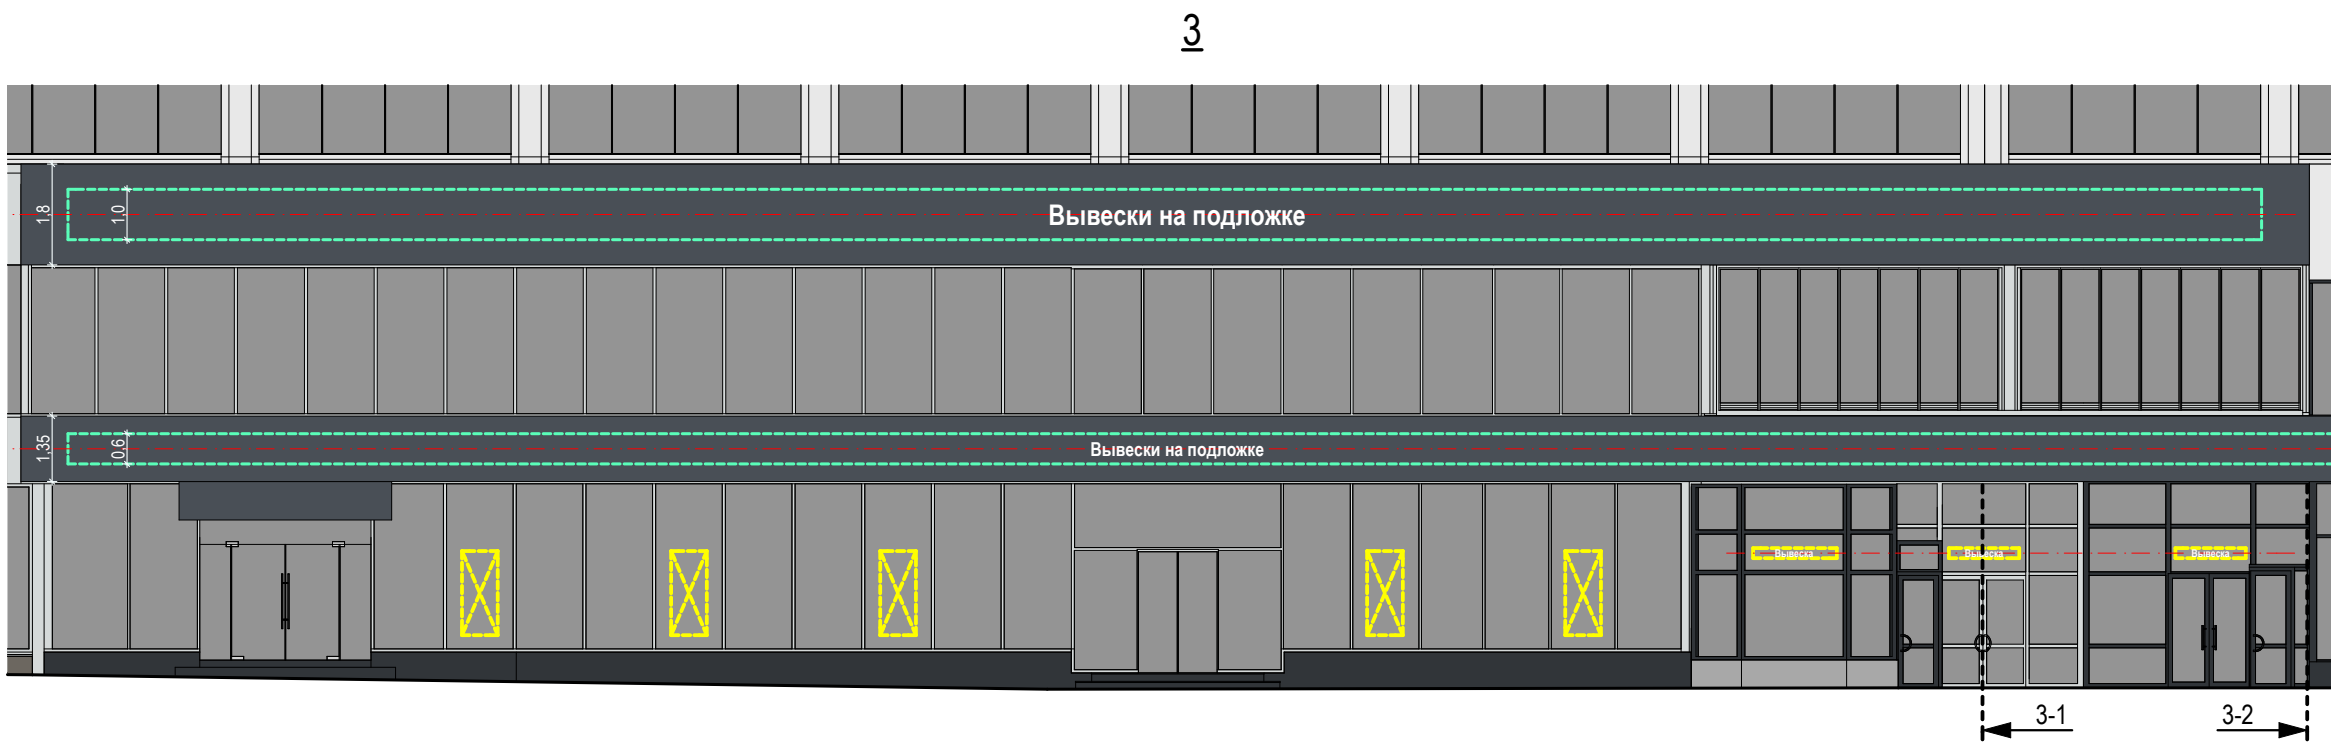 3
1,8
1,0
Вывески на подложке
1,35
0,6
Вывески на подложке
Вывеска
Вывеска
Вывеска
3-1
3-2